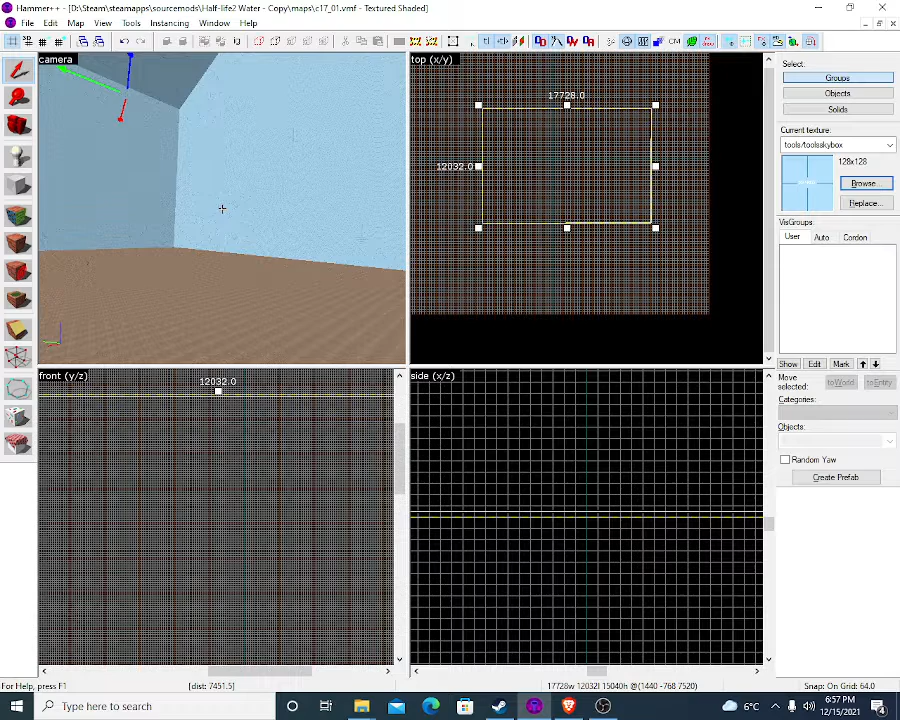 Hammer++ - [D:\Steam\steamapps\sourcemods\Half-life2 Water - Copy\maps\c17_01.vmf - Textured Shaded]
File Edit Map View Tools Instancing Window Help
camera
top (x/y)
17728.0
12032.0
front (y/z)
12032.0
side (x/z)
Select:
Groups
Objects
Solids
Current texture:
tools/toolsskybox
128x128
Browse...
Replace...
VisGroups:
User Auto Cordon
Show Edit Mark
Move selected:
toWorld toEntity
Categories:
Objects:
Random Yaw
Create Prefab
For Help, press F1
[dist: 7451.5]
17728w 12032l 15040h @(1440 -768 7520)
Snap: On Grid: 64.0
Type here to search
6°C
6:57 PM
12/15/2021
4